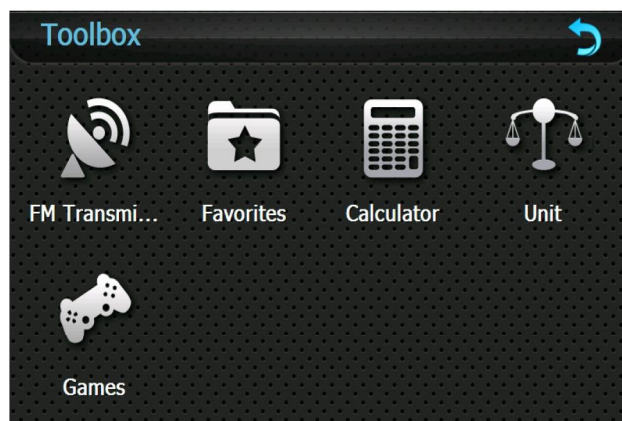 Toolbox
FM Transmi...
Favorites
Calculator
Unit
Games